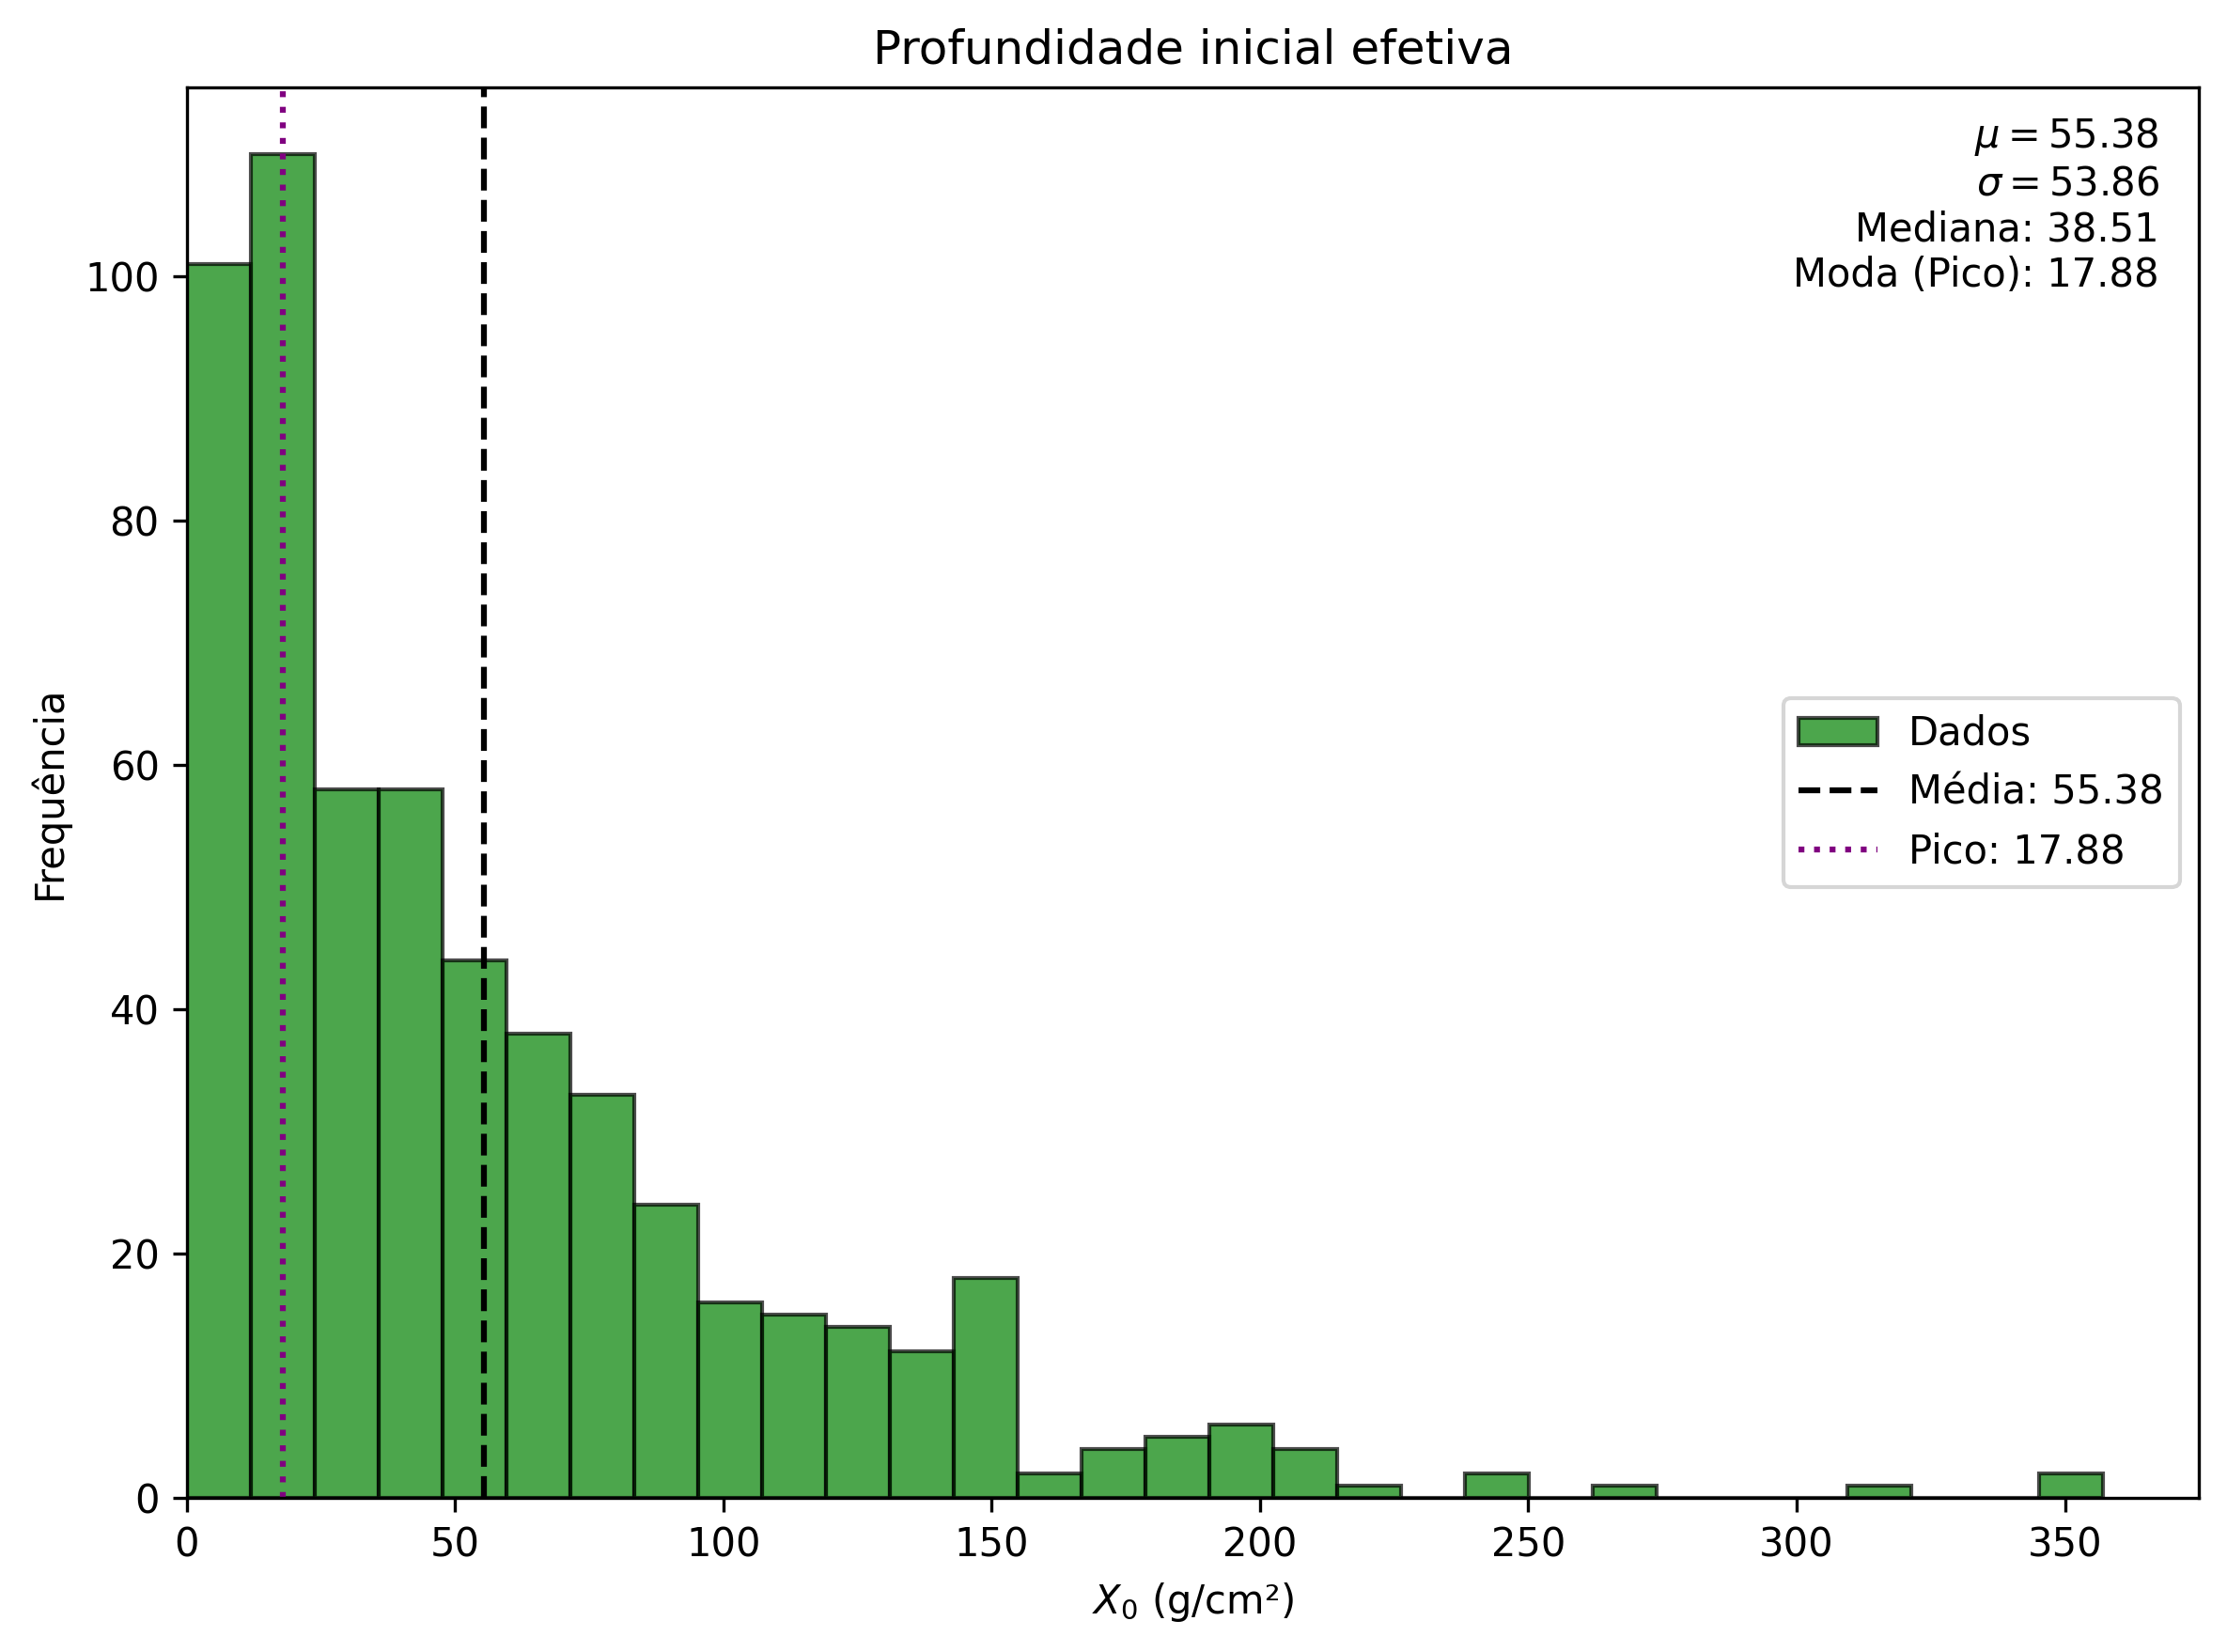 Profundidade inicial efetiva
μ = 55.38
σ = 53.86
Mediana: 38.51
Moda (Pico): 17.88
Frequência
100
80
60
40
20
0
Dados
Média: 55.38
Pico: 17.88
0 50 100 150 200 250 300 350
X₀ (g/cm²)